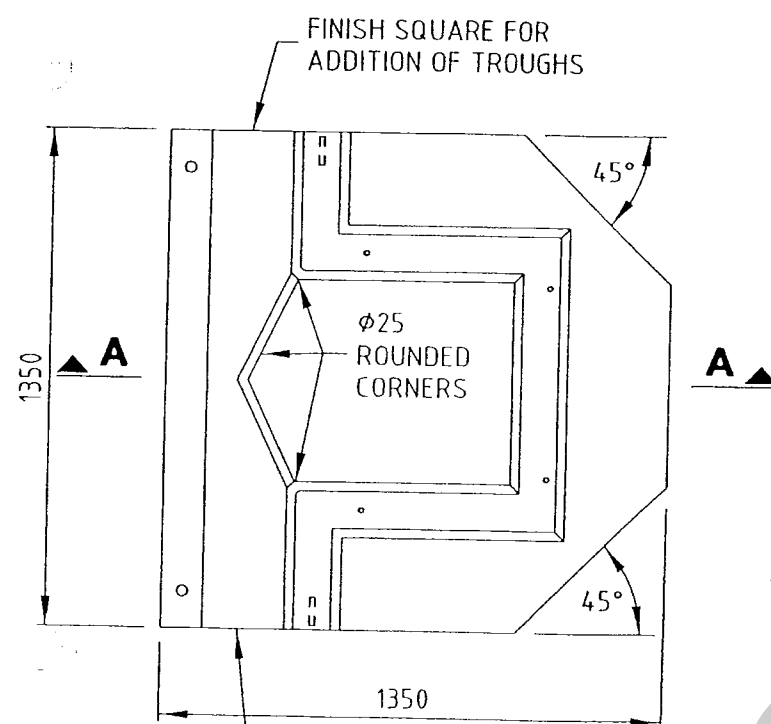 FINISH SQUARE FOR
ADDITION OF TROUGHS
45°
n
u
1350
A
φ25
ROUNDED
CORNERS
A
n
u
45°
1350